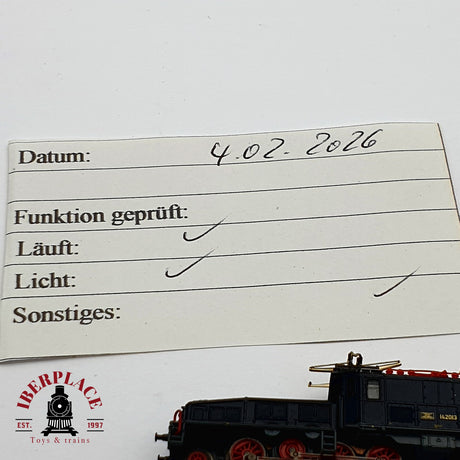 Datum: 4.02.2026
Funktion geprüft:
Läuft: ✓
Licht: ✓
Sonstiges: ✓
IBERPLACE
EST. 1997
Toys & trains